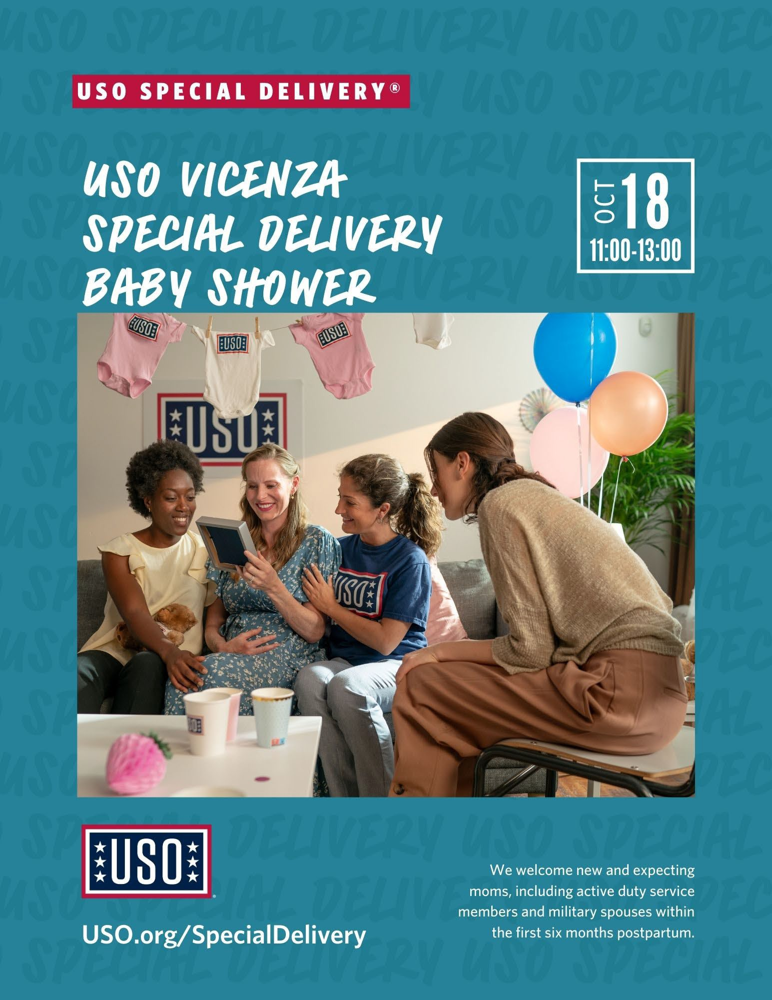 USO SPECIAL DELIVERY®
USO VICENZA
SPECIAL DELIVERY
BABY SHOWER
OCT 18
11:00-13:00
USO
USO
USO
USO
USO
USO
USO®
USO.org/SpecialDelivery
We welcome new and expecting
moms, including active duty service
members and military spouses within
the first six months postpartum.